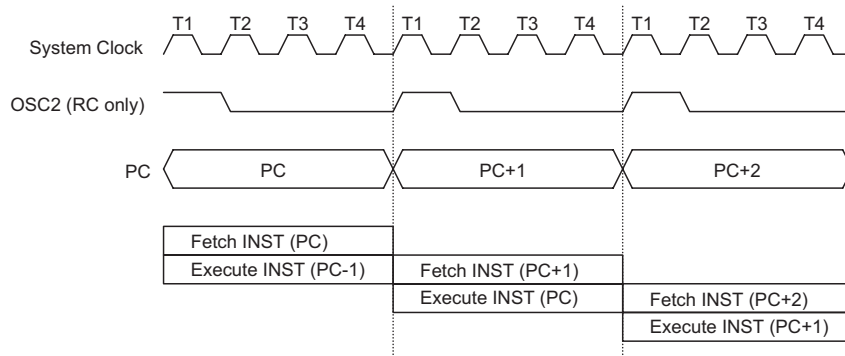 T1 T2 T3 T4 T1 T2 T3 T4 T1 T2 T3 T4
System Clock
OSC2 (RC only)
PC PC PC+1 PC+2
Fetch INST (PC)
Execute INST (PC-1) Fetch INST (PC+1)
Execute INST (PC) Fetch INST (PC+2)
Execute INST (PC+1)